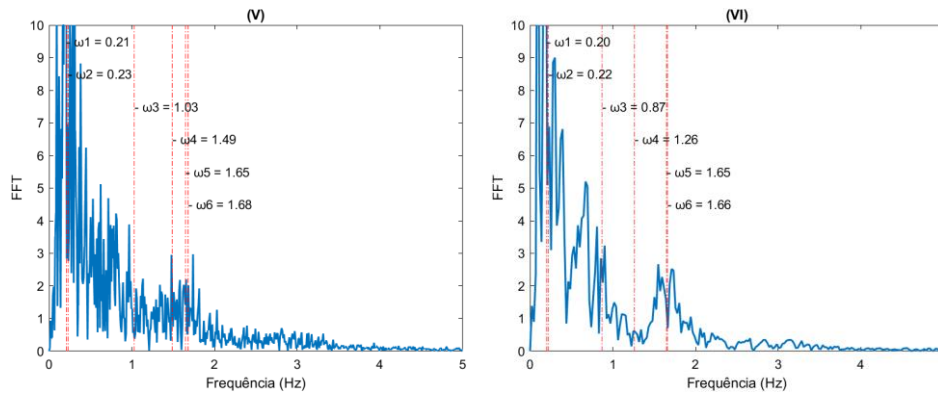 (V)
FFT
10
9
8
7
6
5
4
3
2
1
0
- ω1 = 0.21
- ω2 = 0.23
- ω3 = 1.03
- ω4 = 1.49
- ω5 = 1.65
- ω6 = 1.68
0 1 2 3 4 5
Frequência (Hz)
(VI)
FFT
10
9
8
7
6
5
4
3
2
1
0
- ω1 = 0.20
- ω2 = 0.22
- ω3 = 0.87
- ω4 = 1.26
- ω5 = 1.65
- ω6 = 1.66
0 1 2 3 4
Frequência (Hz)